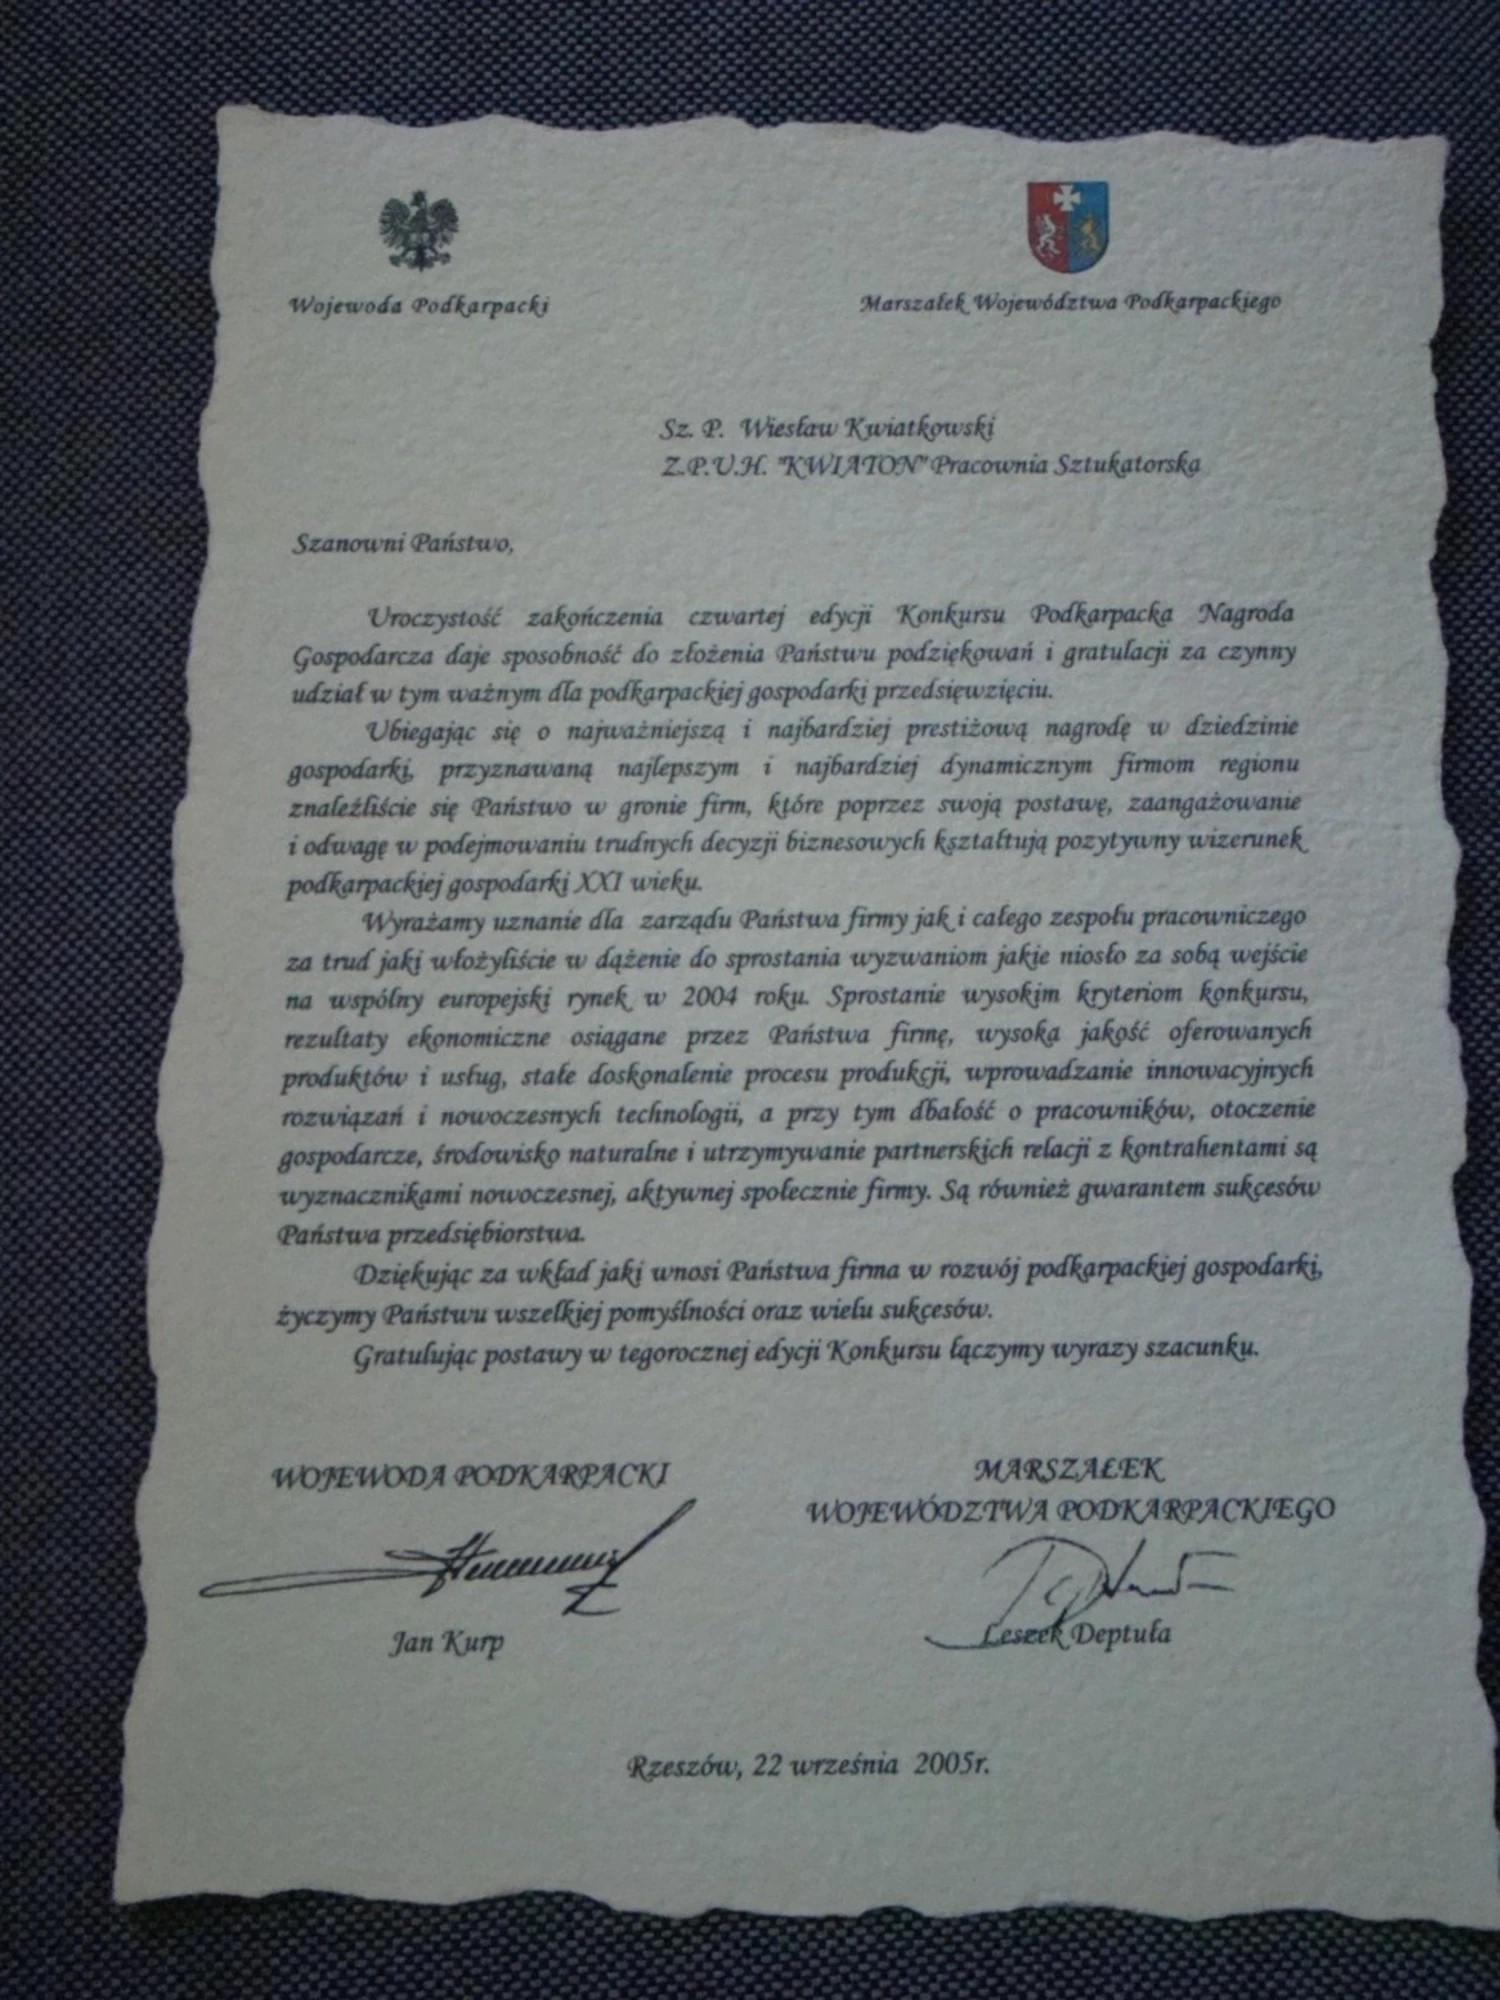 Wojewoda Podkarpacki
Marszałek Województwa Podkarpackiego
Sz. P. Wiesław Kwiatkowski
Z.P.U.H. "KWIATON" Pracownia Sztukatorska
Szanowni Państwo,
Uroczystość zakończenia czwartej edycji Konkursu Podkarpacka Nagroda
Gospodarcza daje sposobność do złożenia Państwu podziękowań i gratulacji za czynny
udział w tym ważnym dla podkarpackiej gospodarki przedsięwzięciu.
Ubiegając się o najważniejszą i najbardziej prestiżową nagrodę w dziedzinie
gospodarki, przyznawaną najlepszym i najbardziej dynamicznym firmom regionu
znaleźliście się Państwo w gronie firm, które poprzez swoją postawę, zaangażowanie
i odwagę w podejmowaniu trudnych decyzji biznesowych kształtują pozytywny wizerunek
podkarpackiej gospodarki XXI wieku.
Wyrażamy uznanie dla zarządu Państwa firmy jak i całego zespołu pracowniczego
za trud jaki włożyliście w dążenie do sprostania wyzwaniom jakie niosło za sobą wejście
na wspólny europejski rynek w 2004 roku. Sprostanie wysokim kryteriom konkursu,
rezultaty ekonomiczne osiągane przez Państwa firmę, wysoka jakość oferowanych
produktów i usług, stałe doskonalenie procesu produkcji, wprowadzanie innowacyjnych
rozwiązań i nowoczesnych technologii, a przy tym dbałość o pracowników, otoczenie
gospodarcze, środowisko naturalne i utrzymywanie partnerskich relacji z kontrahentami są
wyznacznikami nowoczesnej, aktywnej społecznie firmy. Są również gwarantem sukcesów
Państwa przedsiębiorstwa.
Dziękując za wkład jaki wnosi Państwa firma w rozwój podkarpackiej gospodarki,
życzymy Państwu wszelkiej pomyślności oraz wielu sukcesów.
Gratulując postawy w tegorocznej edycji Konkursu łączymy wyrazy szacunku.
WOJEWODA PODKARPACKI
Jan Kurp
MARSZAŁEK
WOJEWÓDZTWA PODKARPACKIEGO
Leszek Deptuła
Rzeszów, 22 września 2005r.